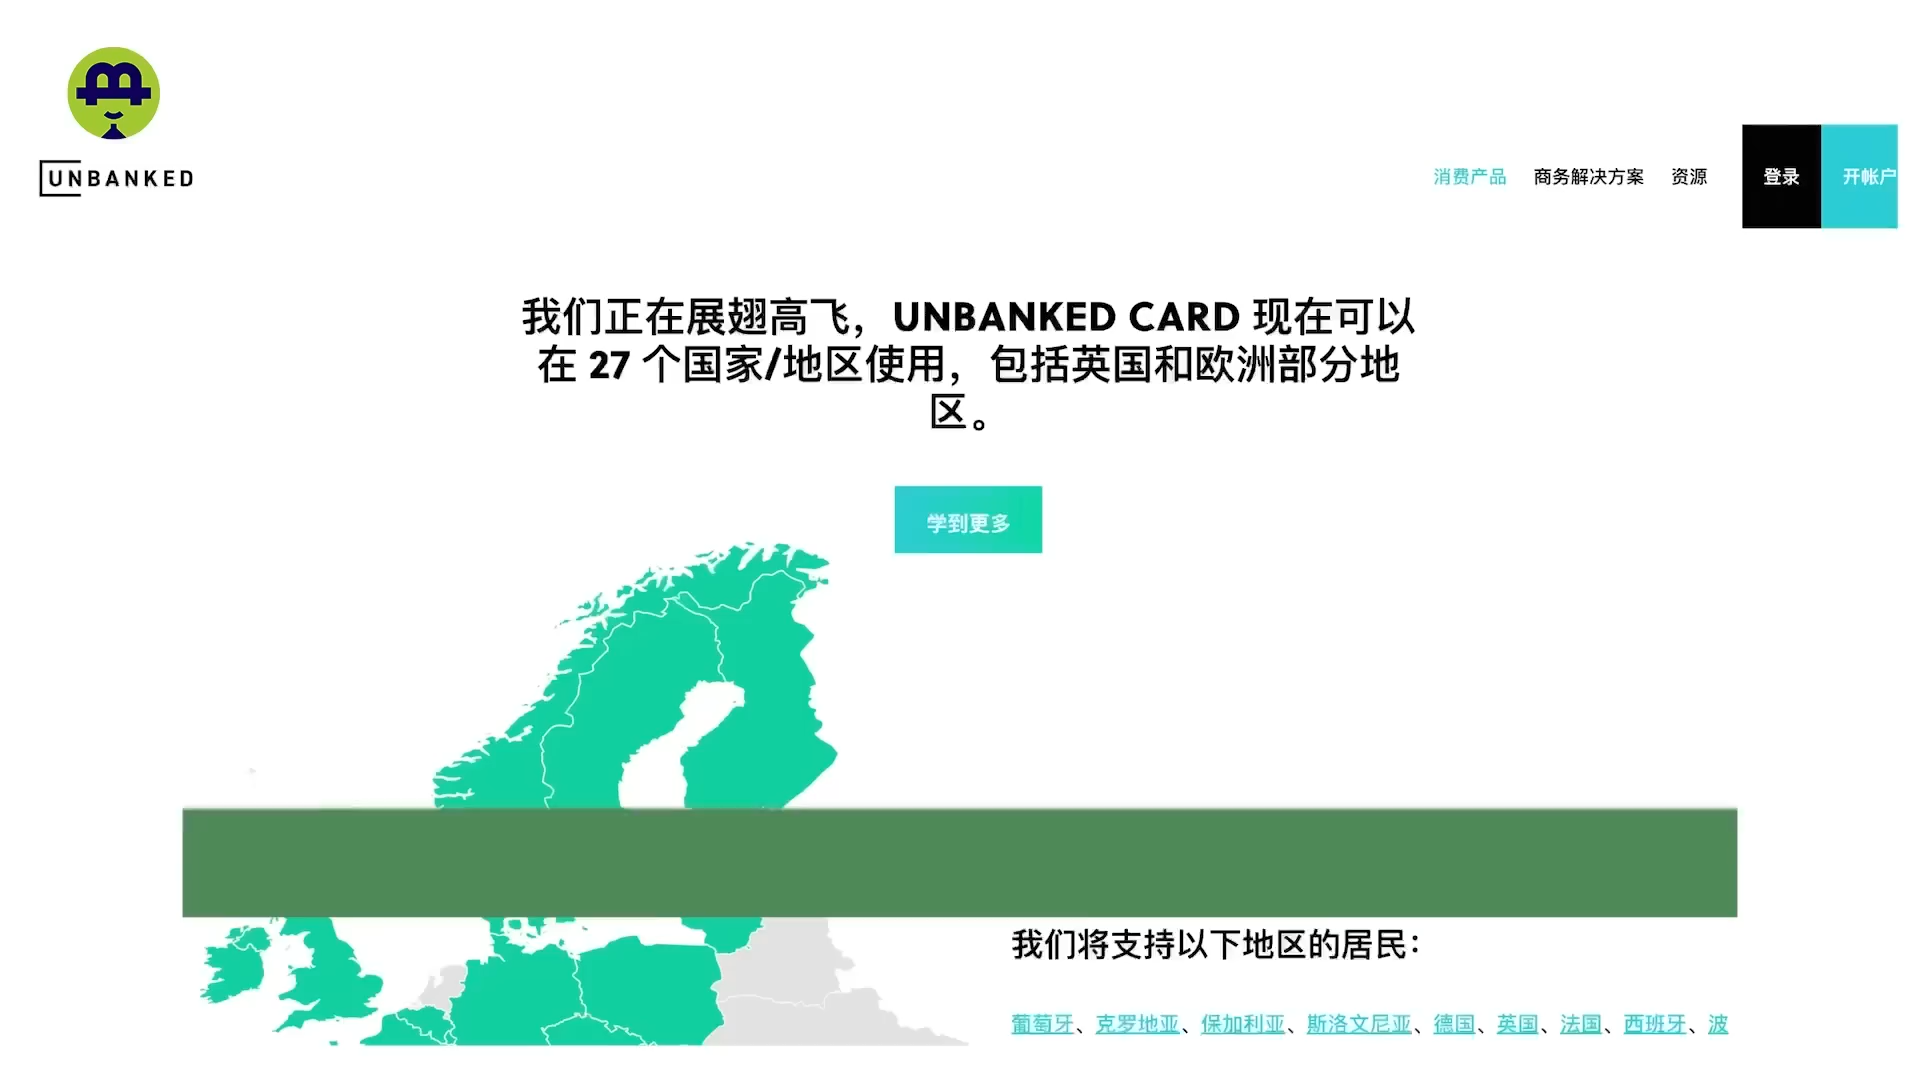 UNBANKED
消费产品 商务解决方案 资源 登录 开帐户
我们正在展翅高飞，UNBANKED CARD 现在可以
在 27 个国家/地区使用，包括英国和欧洲部分地
区。
学到更多
我们将支持以下地区的居民：
葡萄牙、克罗地亚、保加利亚、斯洛文尼亚、德国、英国、法国、西班牙、波